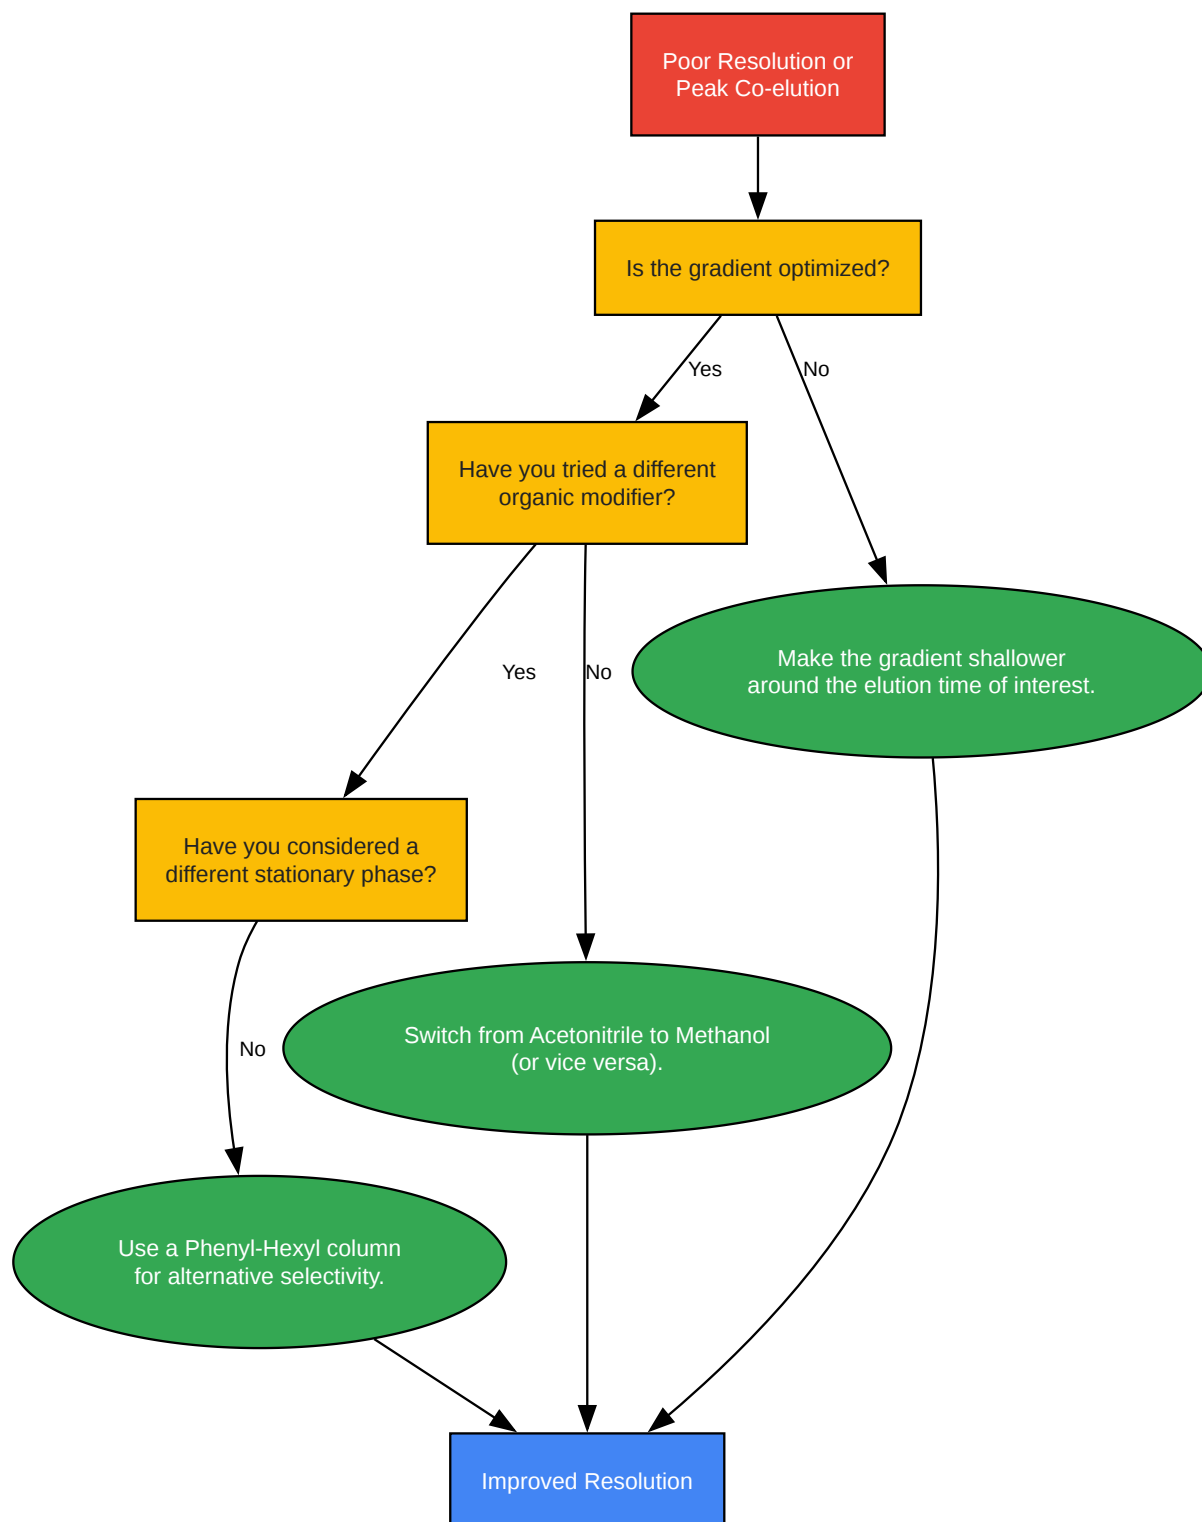 Poor Resolution or
Peak Co-elution
Is the gradient optimized?
Yes
No
Have you tried a different
organic modifier?
Make the gradient shallower
around the elution time of interest.
Yes
No
Have you considered a
different stationary phase?
Switch from Acetonitrile to Methanol
(or vice versa).
No
Use a Phenyl-Hexyl column
for alternative selectivity.
Improved Resolution